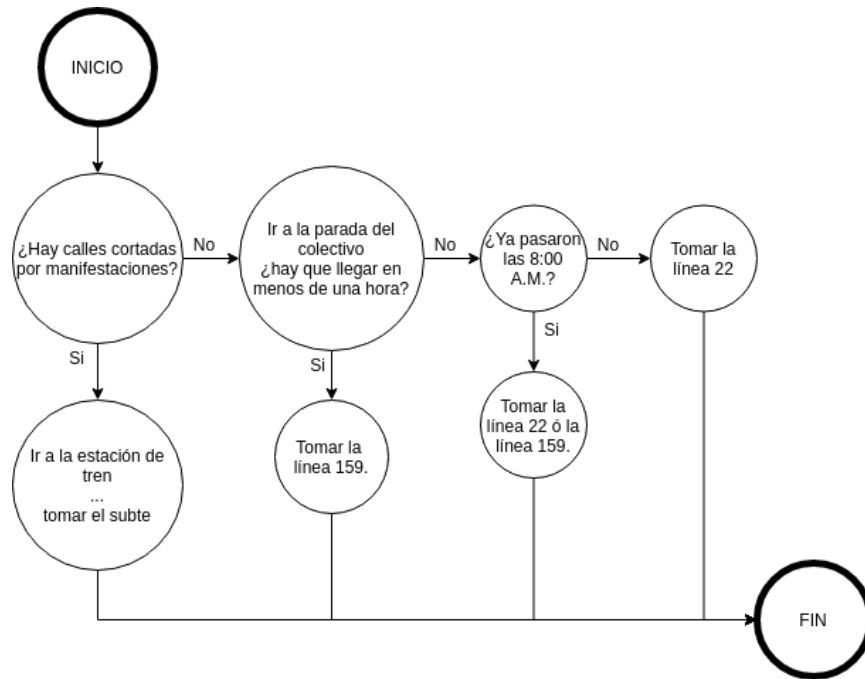 INICIO
¿Hay calles cortadas
por manifestaciones?
No
Ir a la parada del
colectivo
¿hay que llegar en
menos de una hora?
No
¿Ya pasaron
las 8:00
A.M.?
No
Tomar la
línea 22
Si
Si
Si
Ir a la estación de
tren
...
tomar el subte
Tomar la
línea 159.
Tomar la
línea 22 ó la
línea 159.
FIN